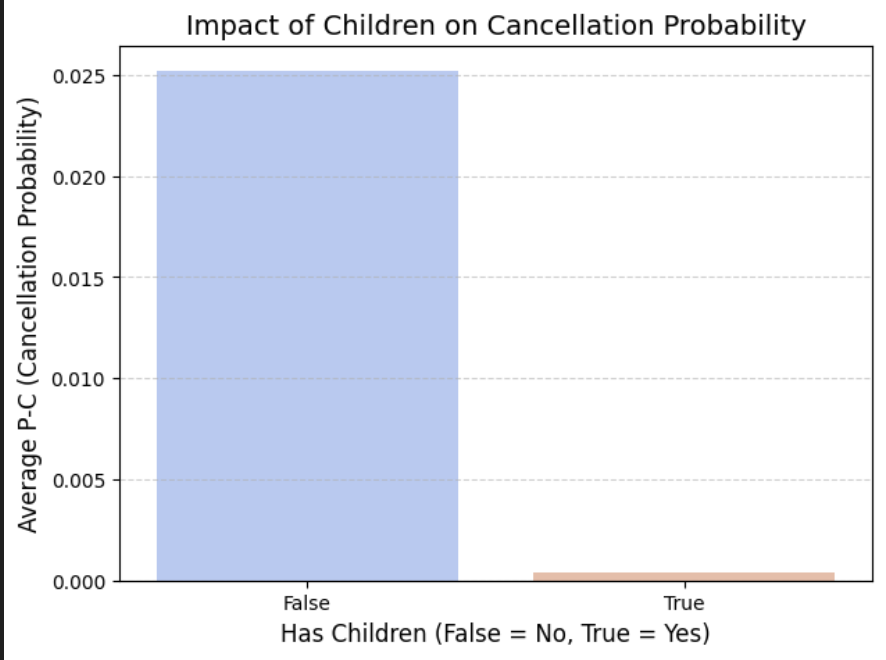 Impact of Children on Cancellation Probability
Average P-C (Cancellation Probability)
0.025
0.020
0.015
0.010
0.005
0.000
False
True
Has Children (False = No, True = Yes)